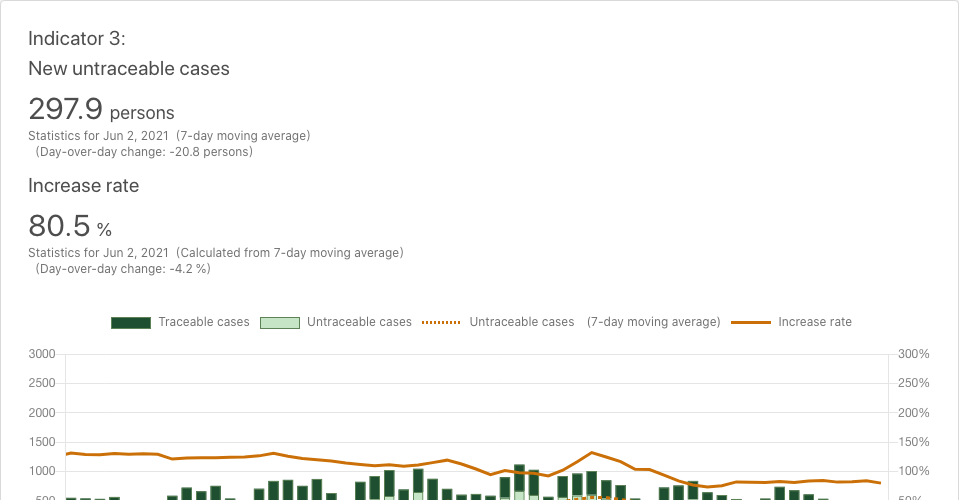 Indicator 3:
New untraceable cases
297.9 persons
Statistics for Jun 2, 2021 (7-day moving average)
(Day-over-day change: -20.8 persons)
Increase rate
80.5 %
Statistics for Jun 2, 2021 (Calculated from 7-day moving average)
(Day-over-day change: -4.2 %)
Traceable cases Untraceable cases Untraceable cases (7-day moving average) Increase rate
3000 300%
2500 250%
2000 200%
1500 150%
1000 100%
500 50%